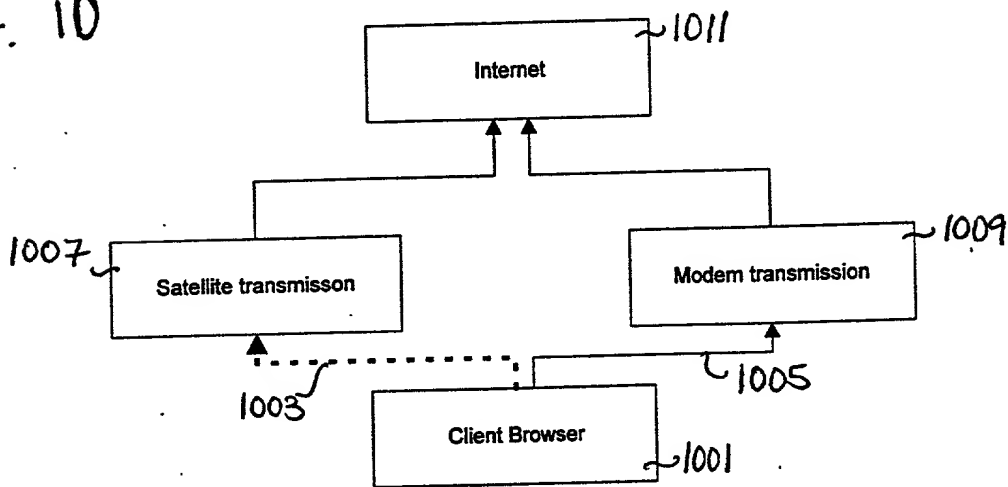 . 10
1011
Internet
1007
1009
Satellite transmisson
Modem transmission
1003
1005
Client Browser
1001